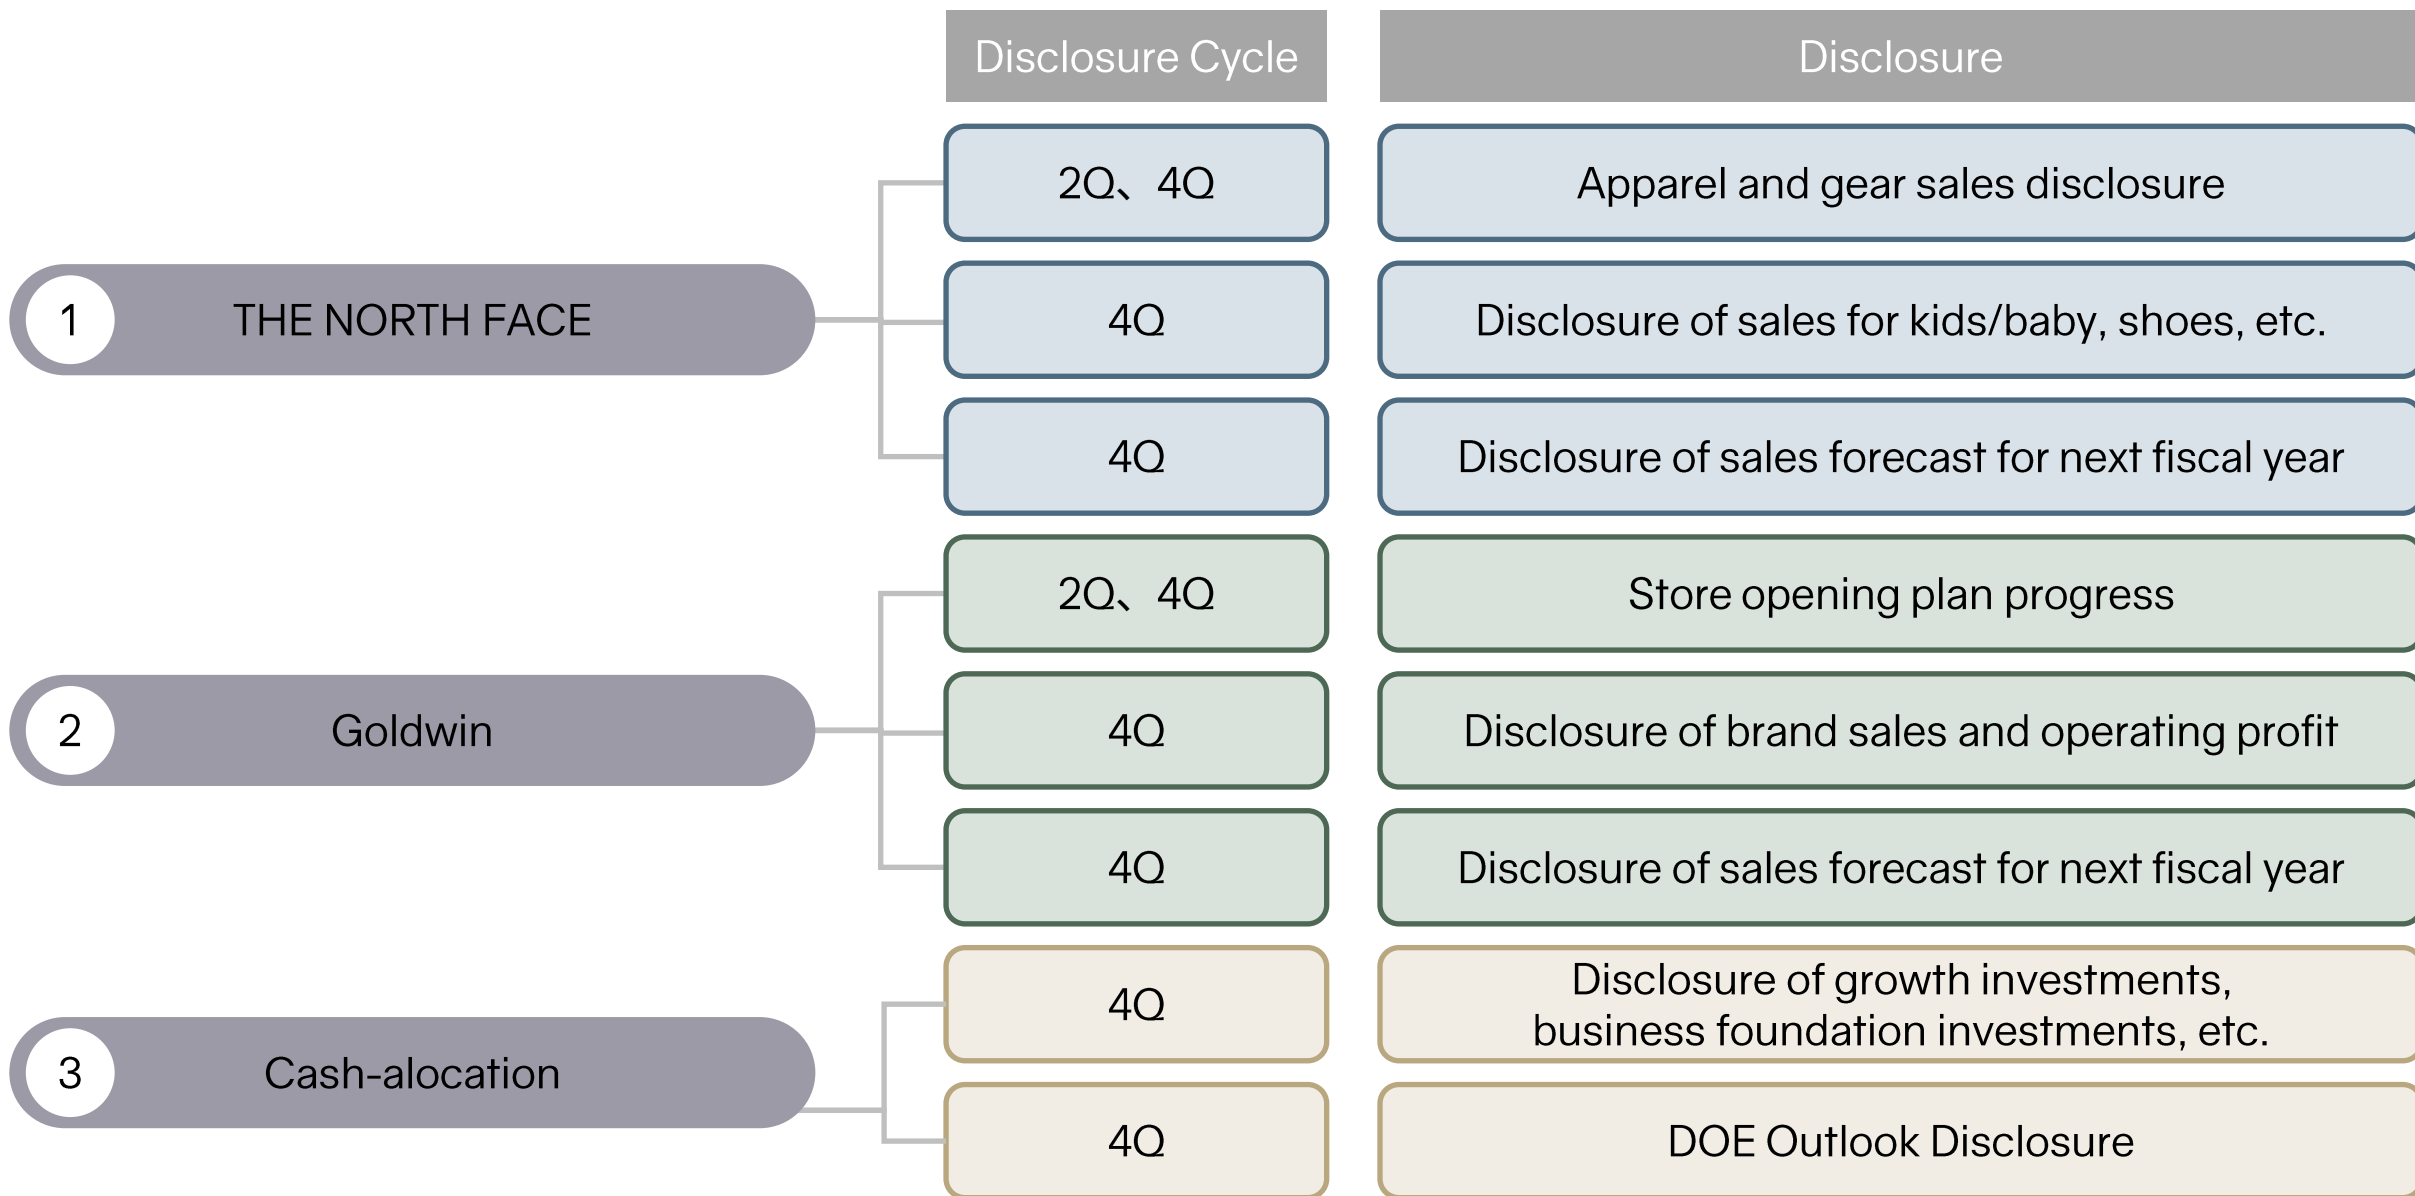 Disclosure Cycle
Disclosure
1
THE NORTH FACE
2Q、4Q
Apparel and gear sales disclosure
4Q
Disclosure of sales for kids/baby, shoes, etc.
4Q
Disclosure of sales forecast for next fiscal year
2
Goldwin
2Q、4Q
Store opening plan progress
4Q
Disclosure of brand sales and operating profit
4Q
Disclosure of sales forecast for next fiscal year
3
Cash-alocation
4Q
Disclosure of growth investments,
business foundation investments, etc.
4Q
DOE Outlook Disclosure